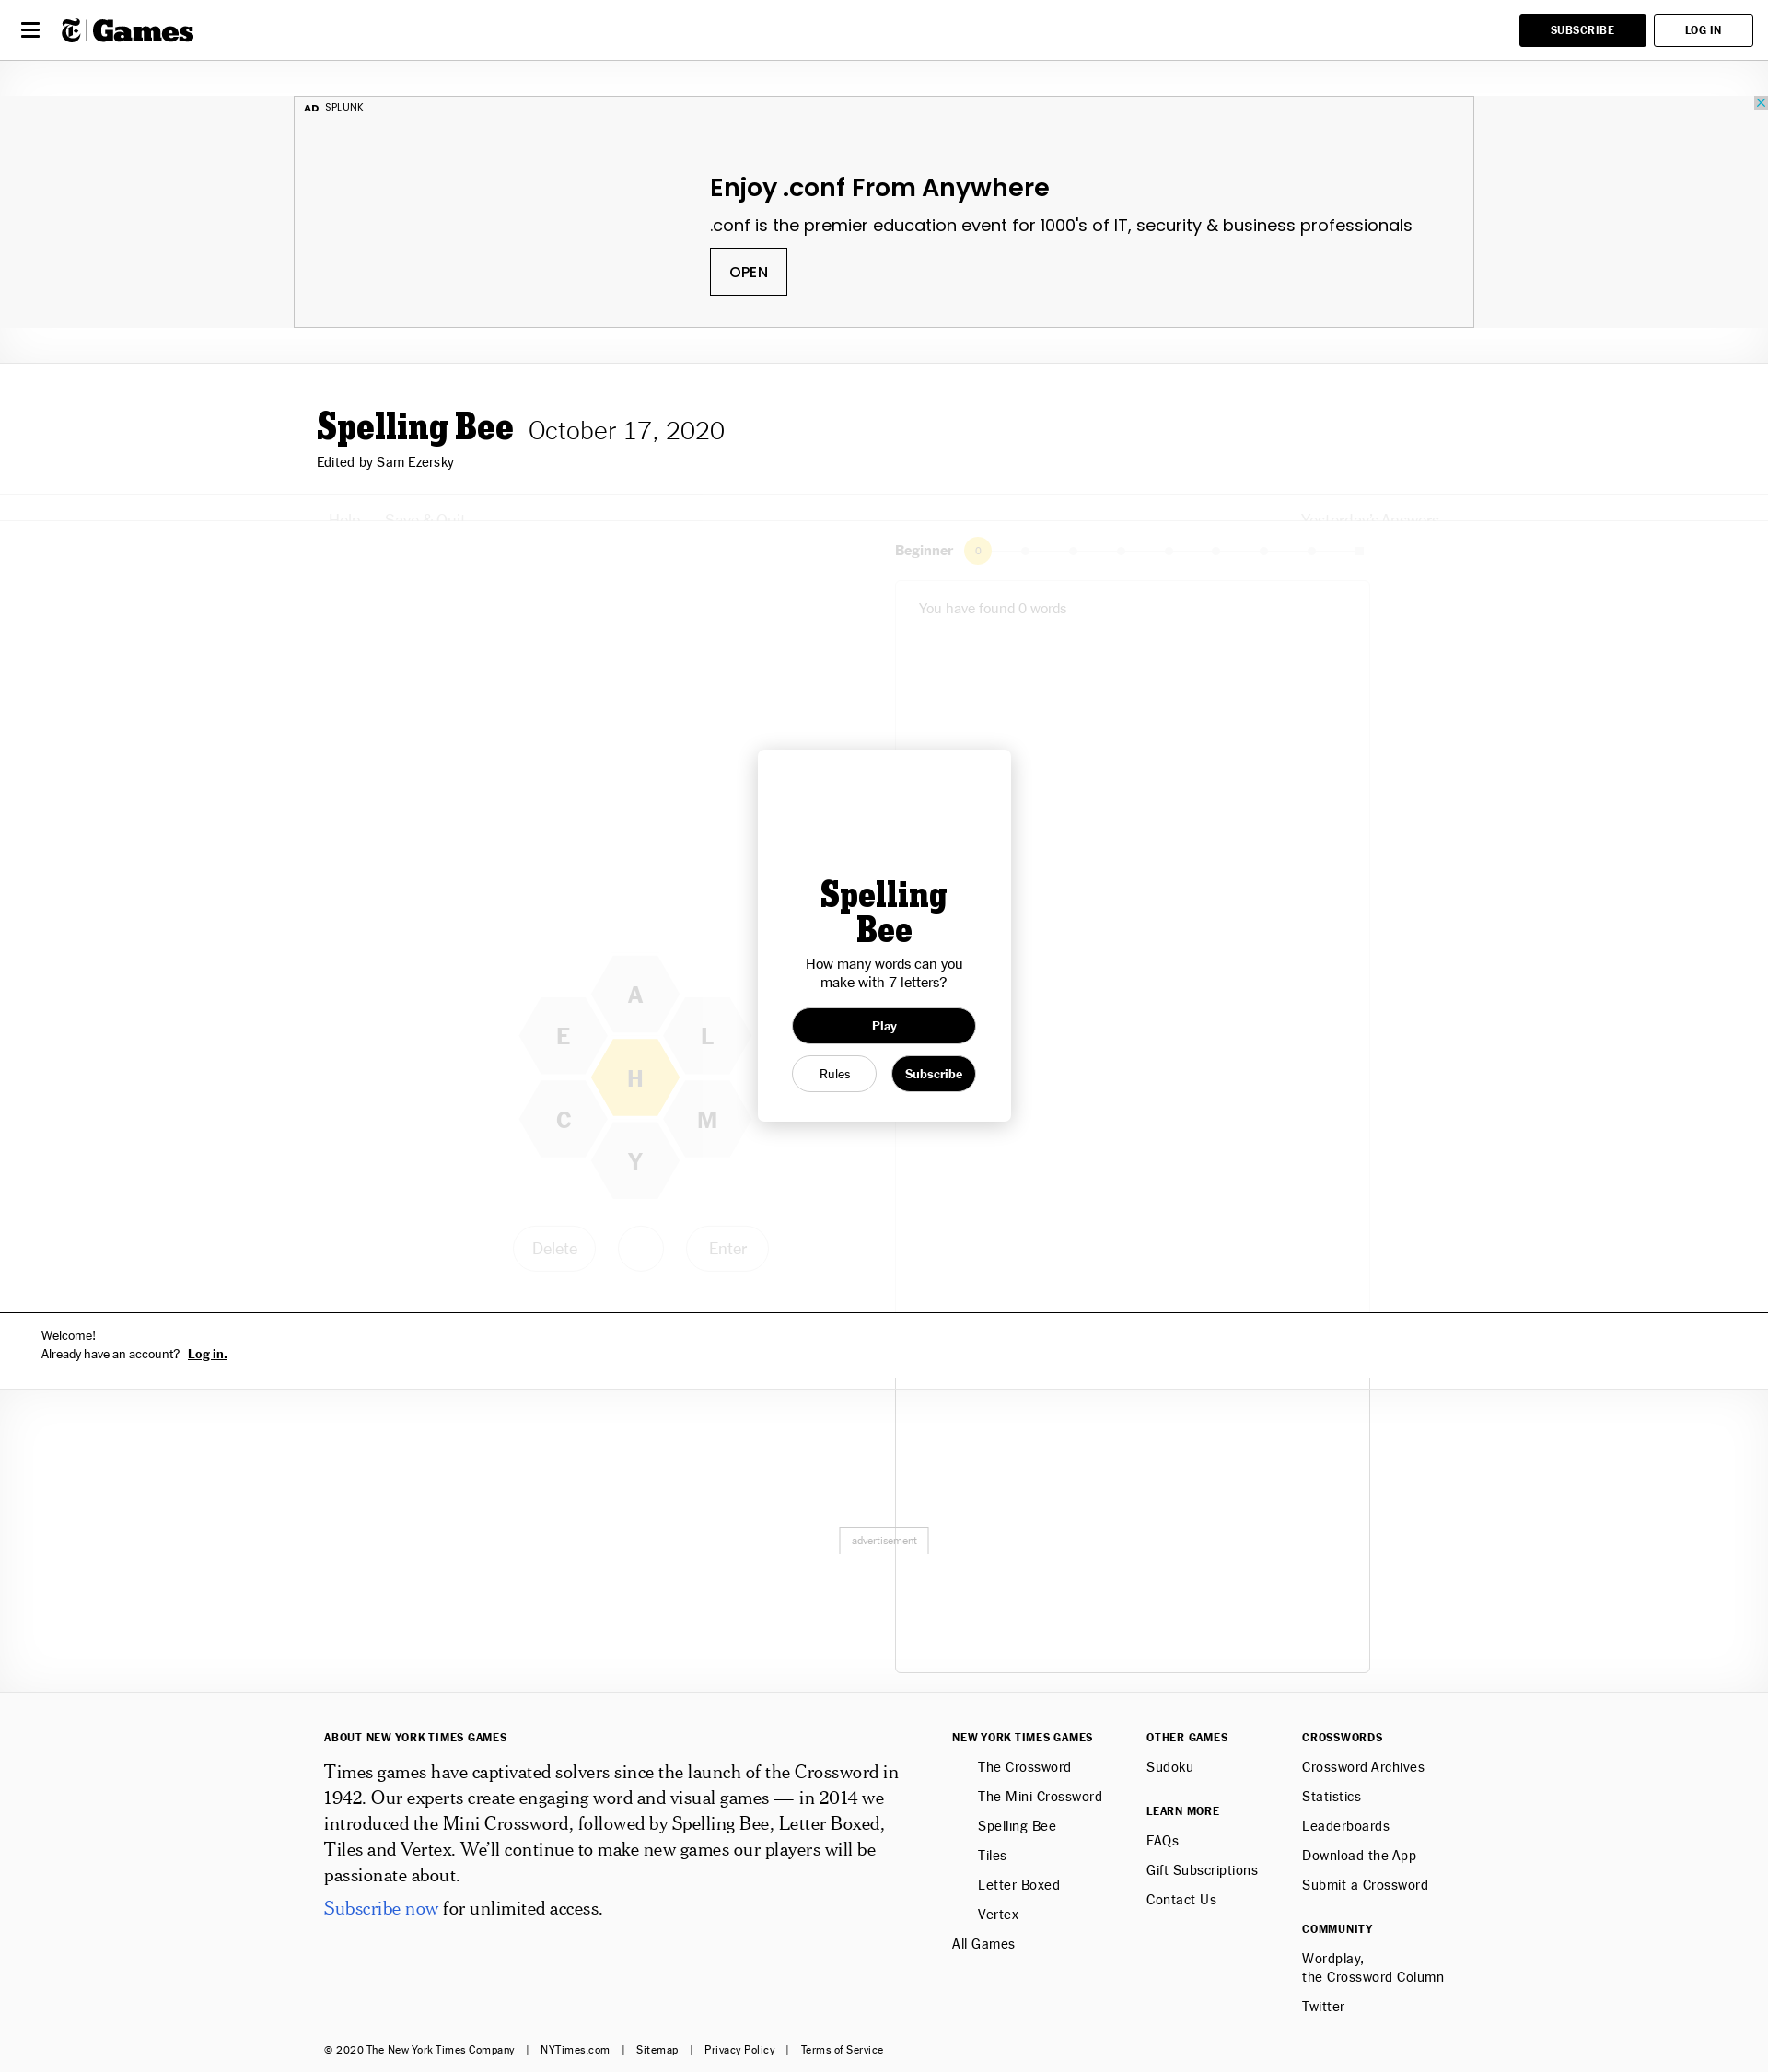 Games
SUBSCRIBE
LOG IN
AD SPLUNK
Enjoy .conf From Anywhere
.conf is the premier education event for 1000's of IT, security & business professionals
OPEN
Spelling Bee October 17, 2020
Edited by Sam Ezersky
Help
Save & Quit
Yesterday's Answers
Beginner 0
You have found 0 words
A
E
L
H
C
M
Y
Delete
Enter
Spelling
Bee
How many words can you
make with 7 letters?
Play
Rules
Subscribe
Welcome!
Already have an account? Log in.
advertisement
ABOUT NEW YORK TIMES GAMES
Times games have captivated solvers since the launch of the Crossword in
1942. Our experts create engaging word and visual games — in 2014 we
introduced the Mini Crossword, followed by Spelling Bee, Letter Boxed,
Tiles and Vertex. We’ll continue to make new games our players will be
passionate about.
Subscribe now for unlimited access.
NEW YORK TIMES GAMES
The Crossword
The Mini Crossword
Spelling Bee
Tiles
Letter Boxed
Vertex
All Games
OTHER GAMES
Sudoku
LEARN MORE
FAQs
Gift Subscriptions
Contact Us
CROSSWORDS
Crossword Archives
Statistics
Leaderboards
Download the App
Submit a Crossword
COMMUNITY
Wordplay,
the Crossword Column
Twitter
© 2020 The New York Times Company | NYTimes.com | Sitemap | Privacy Policy | Terms of Service